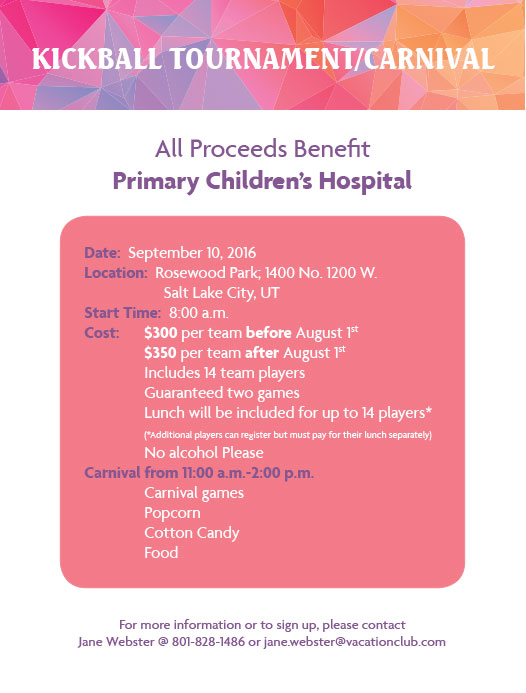 KICKBALL TOURNAMENT/CARNIVAL
All Proceeds Benefit
Primary Children's Hospital
Date: September 10, 2016
Location: Rosewood Park; 1400 No. 1200 W.
Salt Lake City, UT
Start Time: 8:00 a.m.
Cost: $300 per team before August 1st
$350 per team after August 1st
Includes 14 team players
Guaranteed two games
Lunch will be included for up to 14 players*
(*Additional players can register but must pay for their lunch separately)
No alcohol Please
Carnival from 11:00 a.m.-2:00 p.m.
Carnival games
Popcorn
Cotton Candy
Food
For more information or to sign up, please contact
Jane Webster @ 801-828-1486 or jane.webster@vacationclub.com